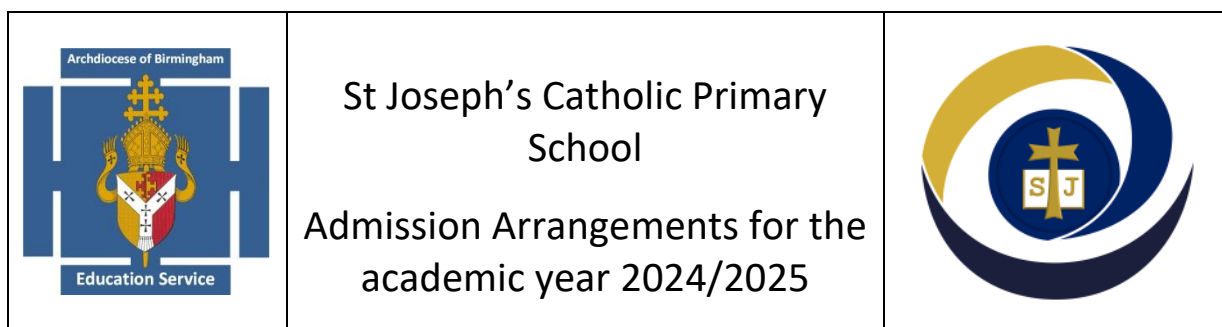 Archdiocese of Birmingham
Education Service
St Joseph’s Catholic Primary
School
Admission Arrangements for the
academic year 2024/2025
S J